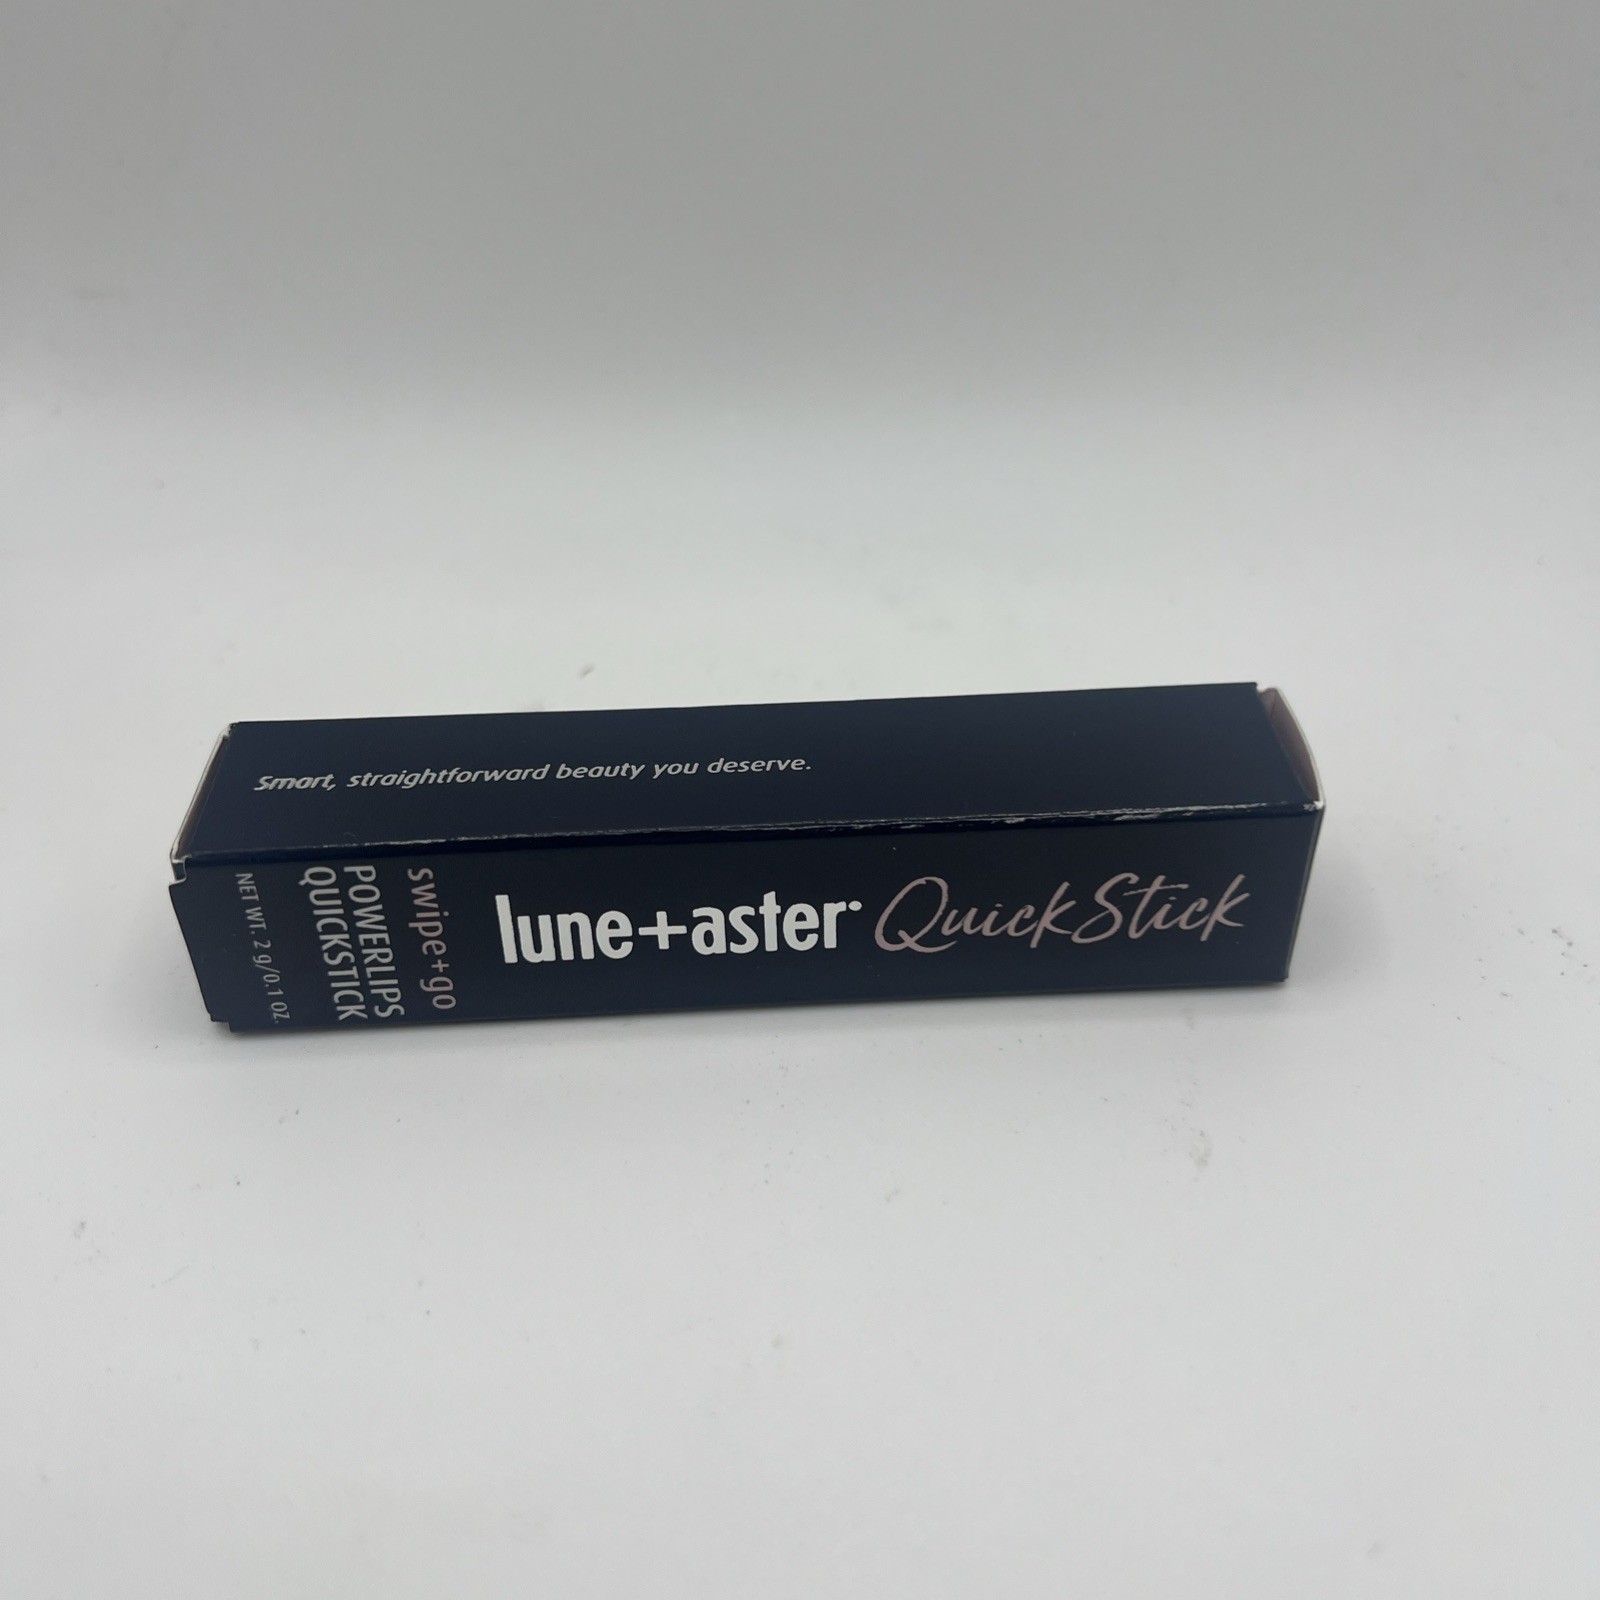 Smart, straightforward beauty you deserve.
lune+aster QuickStick
swipe+go
POWERLIPS
QUICKSTICK
NET WT. 2 g/0.1 OZ.